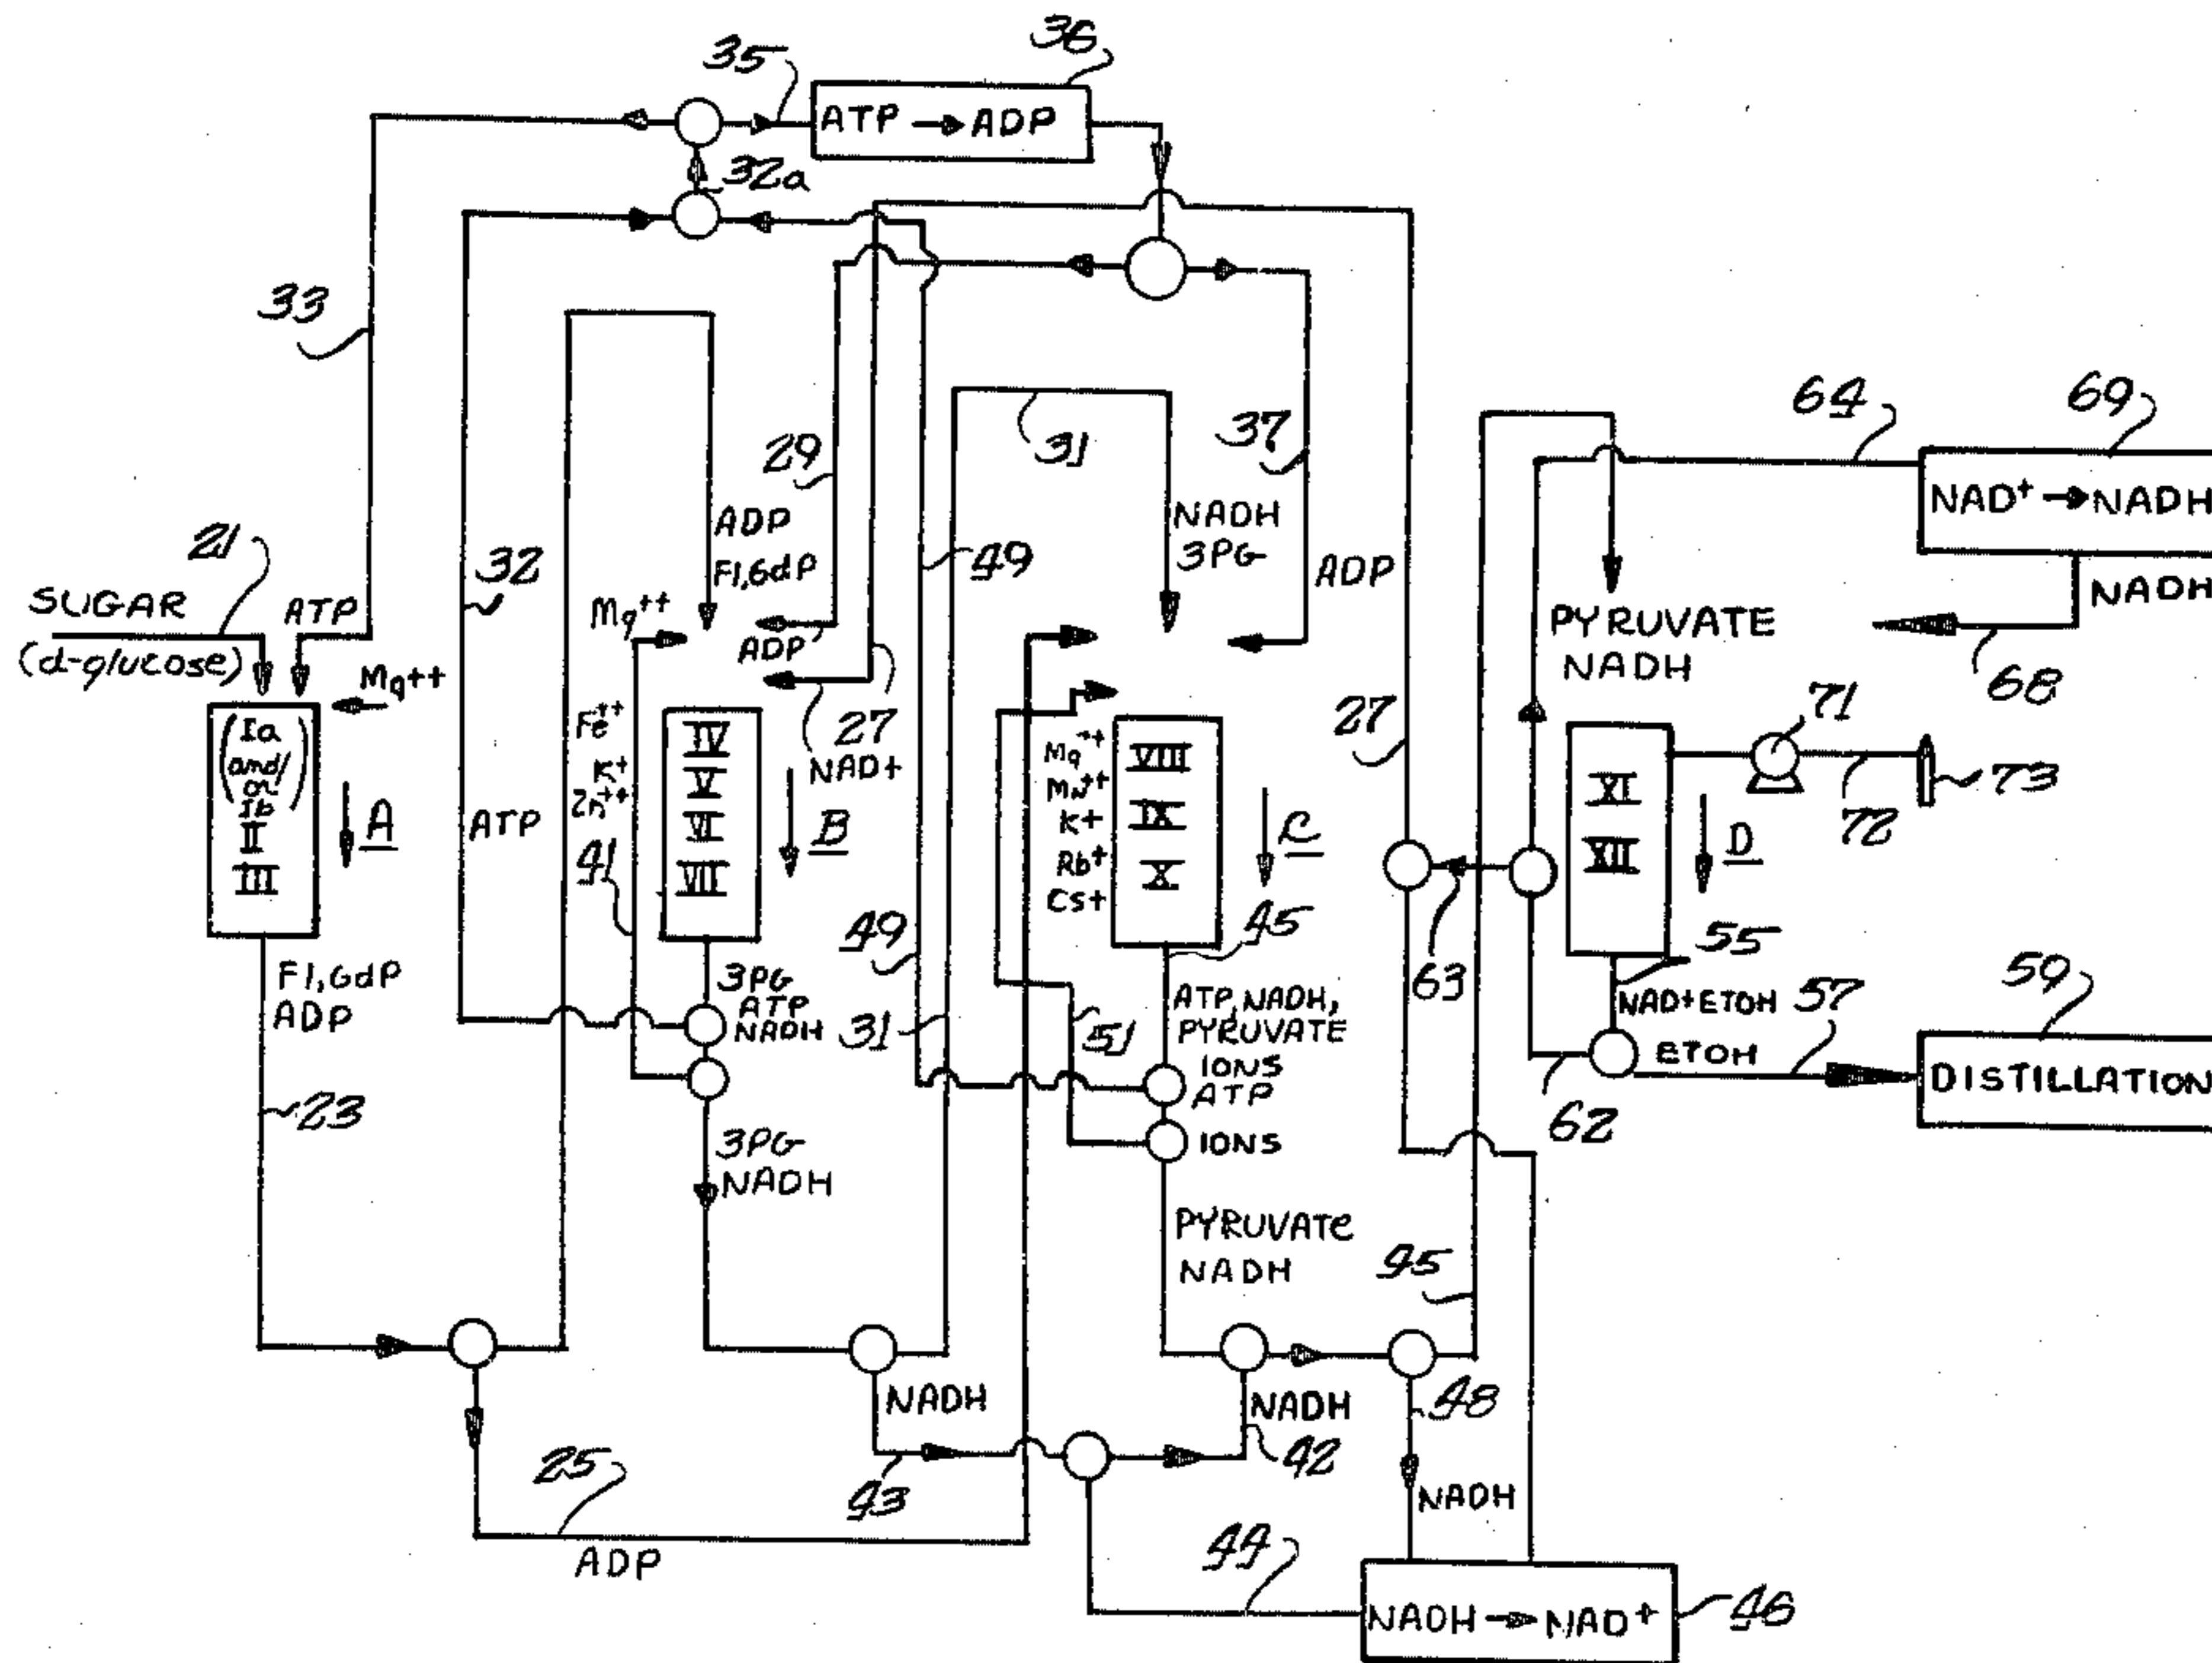 36
35
ATP → ADP
32a
33
64
69
31
37
29
NAD+ → NADH
ADP
NADH
3PG
F1,6dP
21
32
49
ADP
NADH
SUGAR
ATP
Mg++
PYRUVATE
(d-glucose)
ADP
NADH
68
Mg++
27
27
71
Fe++
IV
NAD+
Mg++
VIII
(Ia
and/
or
Ib)
II
III
A
K+
V
Mn++
IX
XI
73
Zn++
VI
B
K+
C
XII
D
72
ATP
41
VII
Rb+
X
Cs+
49
45
63
55
59
F1,6dP
3PG
ATP, NADH,
NAD+ETOH
57
ADP
ATP
31
51
PYRUVATE
NADH
IONS
ETOH
ATP
DISTILLATION
23
62
3PG
IONS
NADH
PYRUVATE
NADH
45
NADH
NADH
48
42
25
43
NADH
ADP
44
NADH → NAD+
46